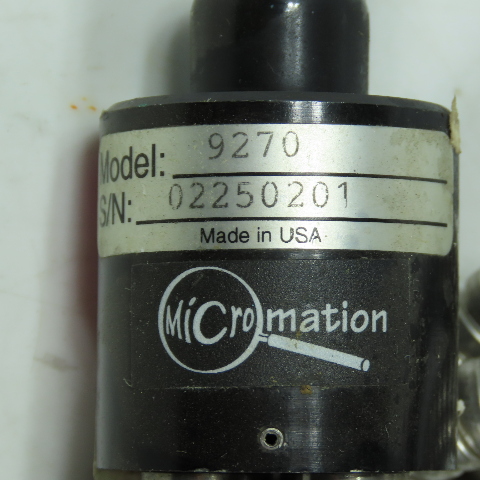 Model: 9270
S/N: 02250201
Made in USA
Micromation